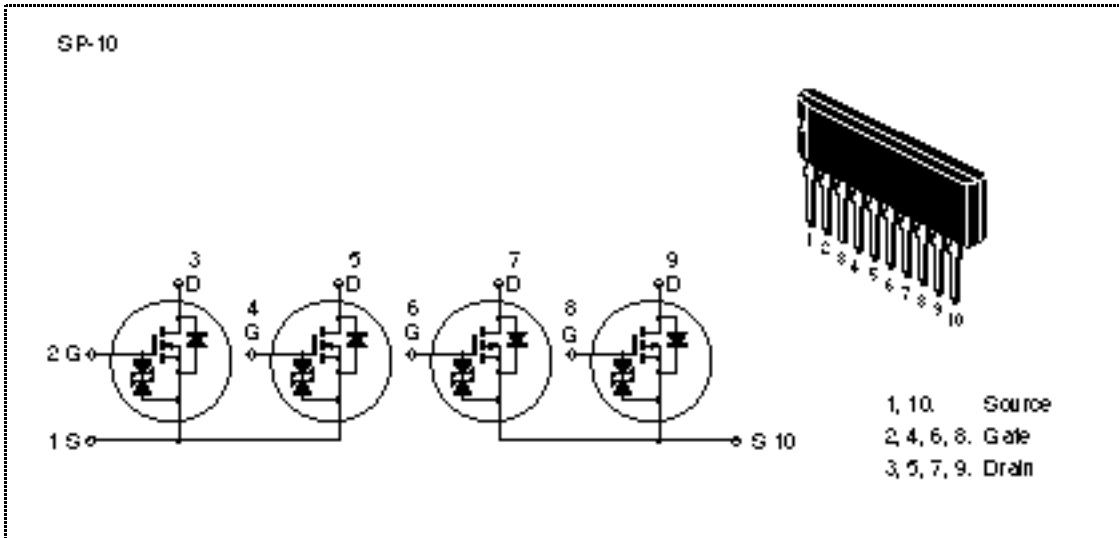 SP-10
3 5 7 9
D D D D
4 6 8
G G G
2 G
1 S
S 10
1 2 3 4 5 6 7 8 9 10
1, 10. Source
2, 4, 6, 8. Gate
3, 5, 7, 9. Drain